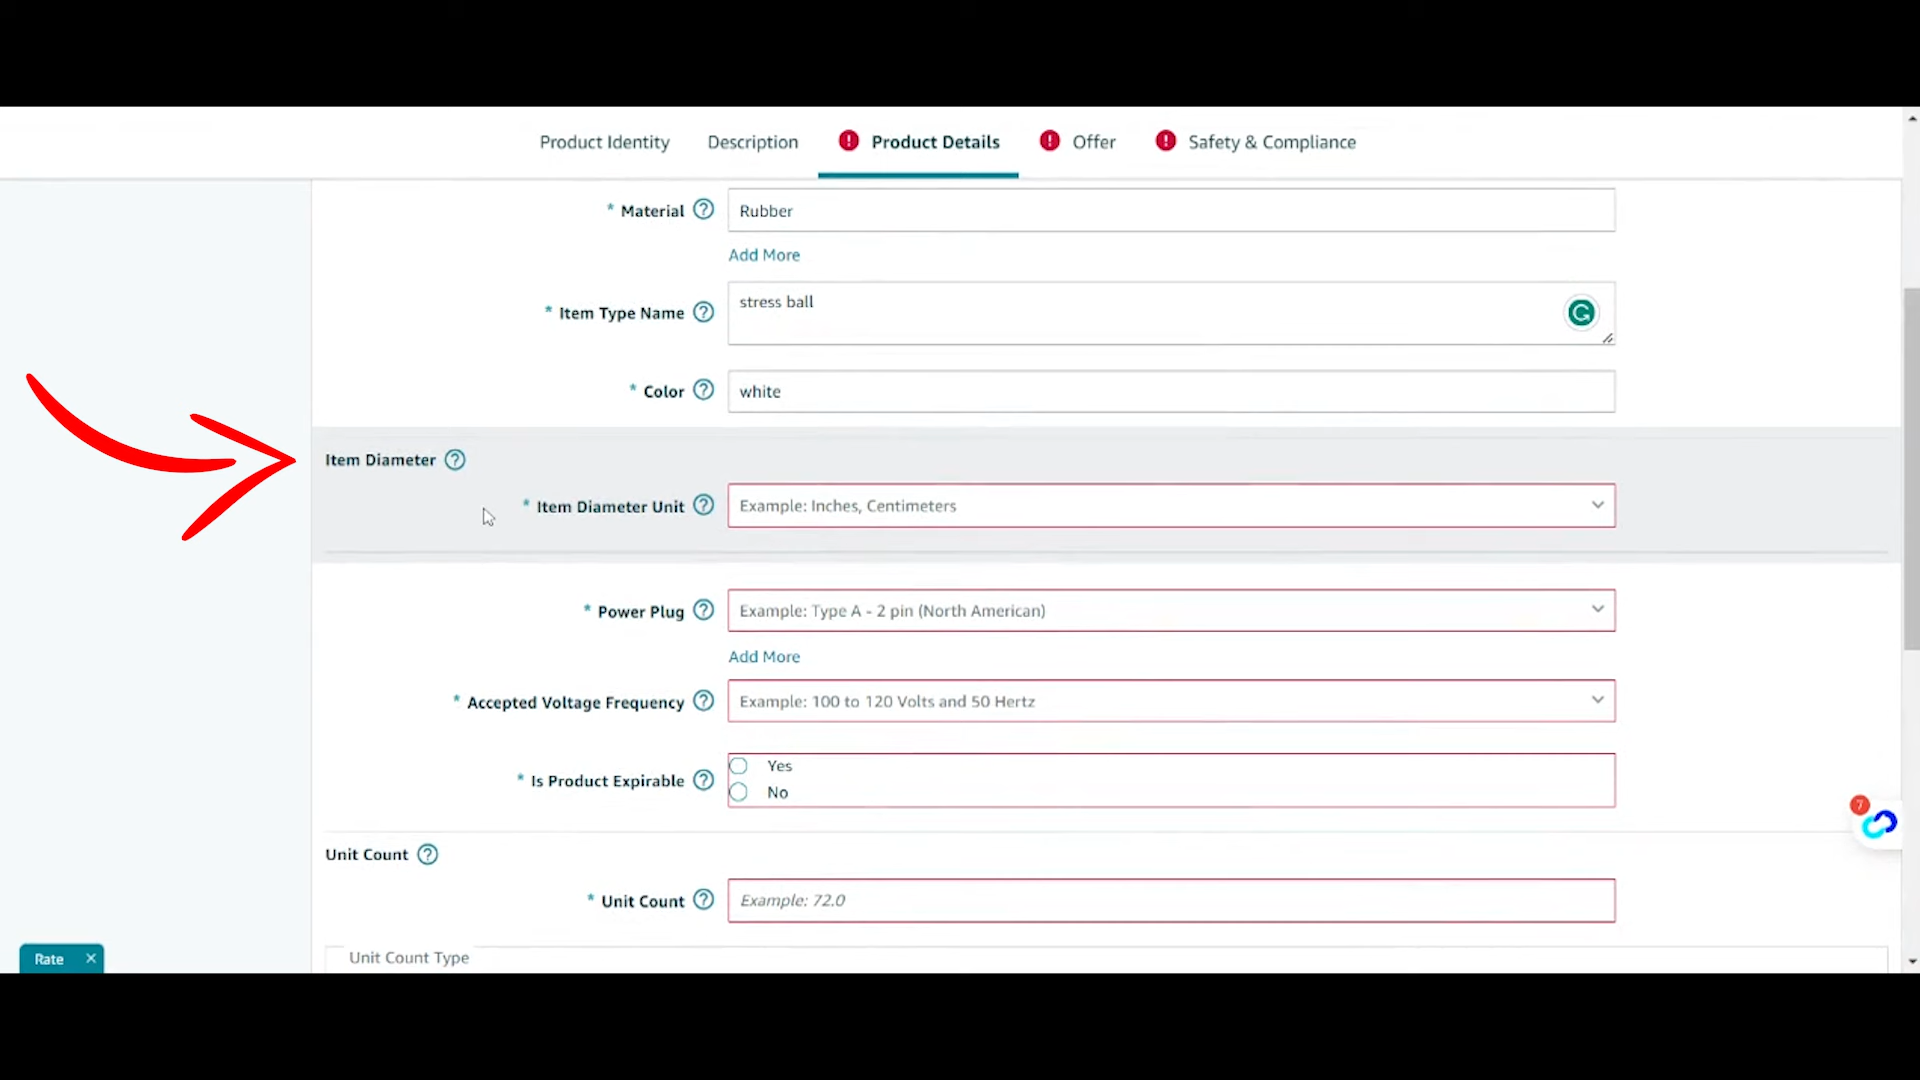 Product Identity Description ! Product Details ! Offer ! Safety & Compliance
* Material ? Rubber
Add More
* Item Type Name ? stress ball
* Color ? white
Item Diameter ?
* Item Diameter Unit ? Example: Inches, Centimeters
* Power Plug ? Example: Type A - 2 pin (North American)
Add More
* Accepted Voltage Frequency ? Example: 100 to 120 Volts and 50 Hertz
* Is Product Expirable ? Yes
No
7
Unit Count ?
* Unit Count ? Example: 72.0
Unit Count Type
Rate ×